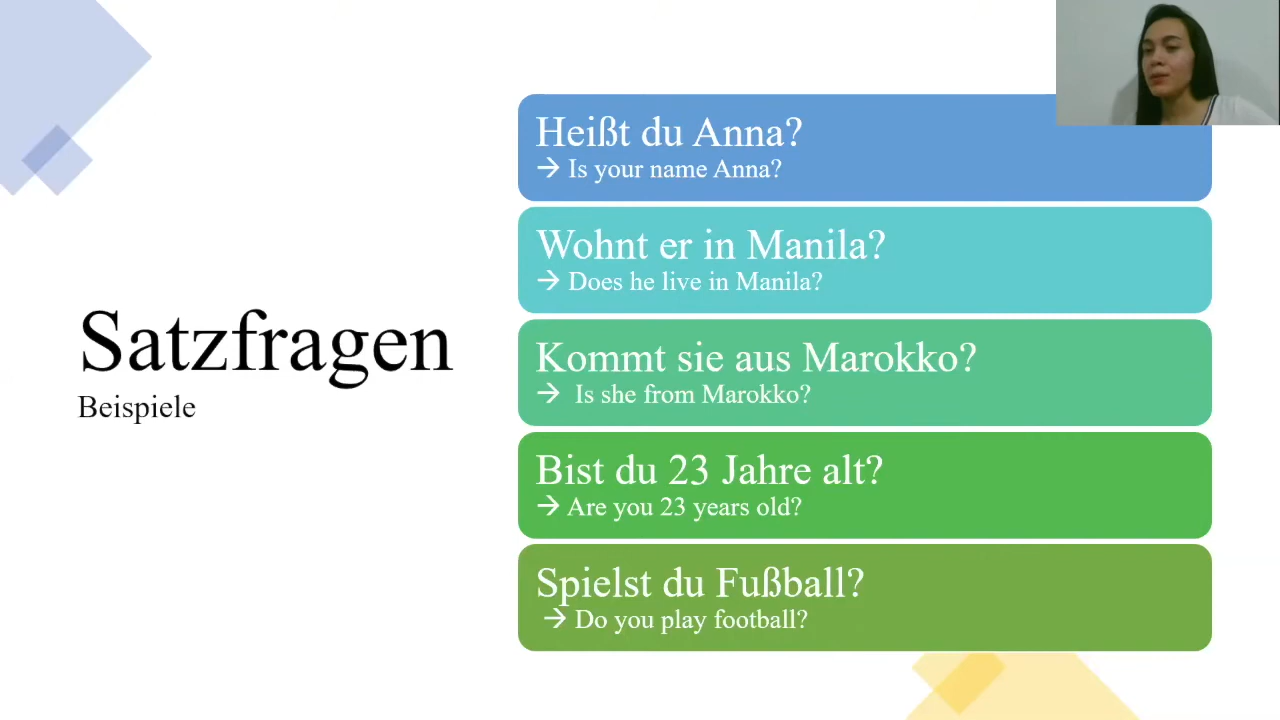 Satzfragen
Beispiele
Heißt du Anna?
→ Is your name Anna?
Wohnt er in Manila?
→ Does he live in Manila?
Kommt sie aus Marokko?
→ Is she from Marokko?
Bist du 23 Jahre alt?
→ Are you 23 years old?
Spielst du Fußball?
→ Do you play football?